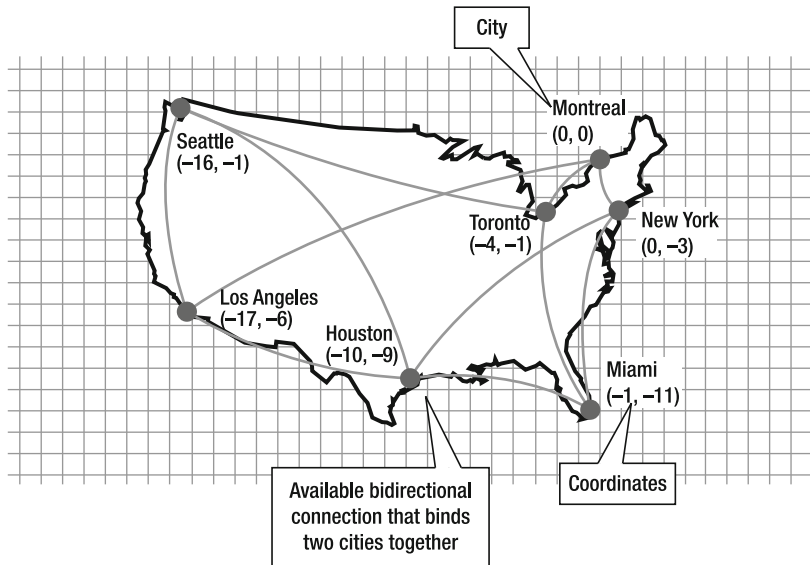 City
Montreal
(0, 0)
Seattle
(–16, –1)
Toronto
(–4, –1)
New York
(0, –3)
Los Angeles
(–17, –6)
Houston
(–10, –9)
Miami
(–1, –11)
Coordinates
Available bidirectional
connection that binds
two cities together